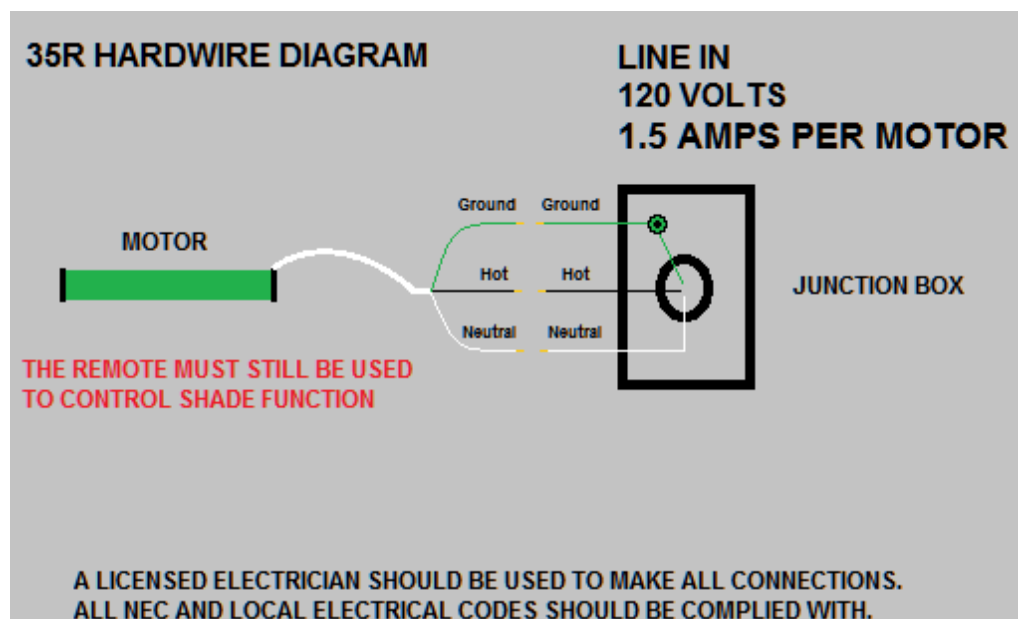 35R HARDWIRE DIAGRAM
LINE IN
120 VOLTS
1.5 AMPS PER MOTOR
Ground Ground
MOTOR
Hot Hot
JUNCTION BOX
Neutral Neutral
THE REMOTE MUST STILL BE USED
TO CONTROL SHADE FUNCTION
A LICENSED ELECTRICIAN SHOULD BE USED TO MAKE ALL CONNECTIONS.
ALL NEC AND LOCAL ELECTRICAL CODES SHOULD BE COMPLIED WITH.